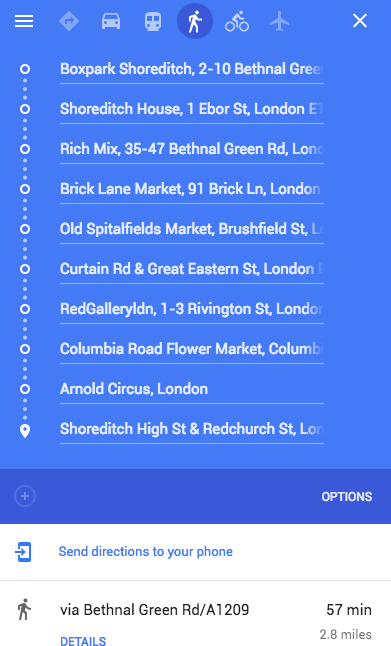 Boxpark Shoreditch, 2-10 Bethnal Gree
Shoreditch House, 1 Ebor St, London E1
Rich Mix, 35-47 Bethnal Green Rd, Lon
Brick Lane Market, 91 Brick Ln, London
Old Spitalfields Market, Brushfield St, L
Curtain Rd & Great Eastern St, London
RedGalleryldn, 1-3 Rivington St, Londo
Columbia Road Flower Market, Columb
Arnold Circus, London
Shoreditch High St & Redchurch St, Lon
OPTIONS
Send directions to your phone
via Bethnal Green Rd/A1209 57 min
DETAILS 2.8 miles